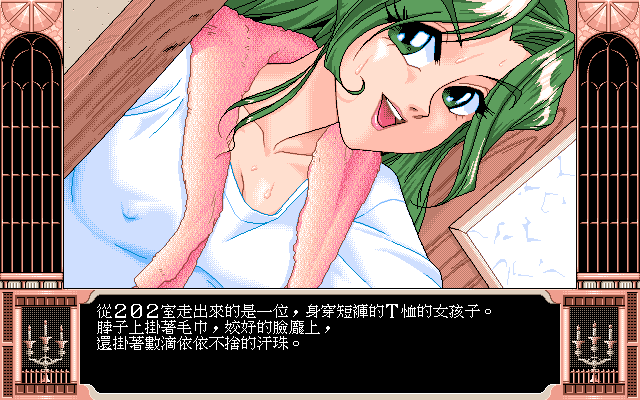 從202室走出來的是一位，身穿短褲的T恤的女孩子。
脖子上掛著毛巾，姣好的臉龐上，
還掛著數滴依依不捨的汗珠。